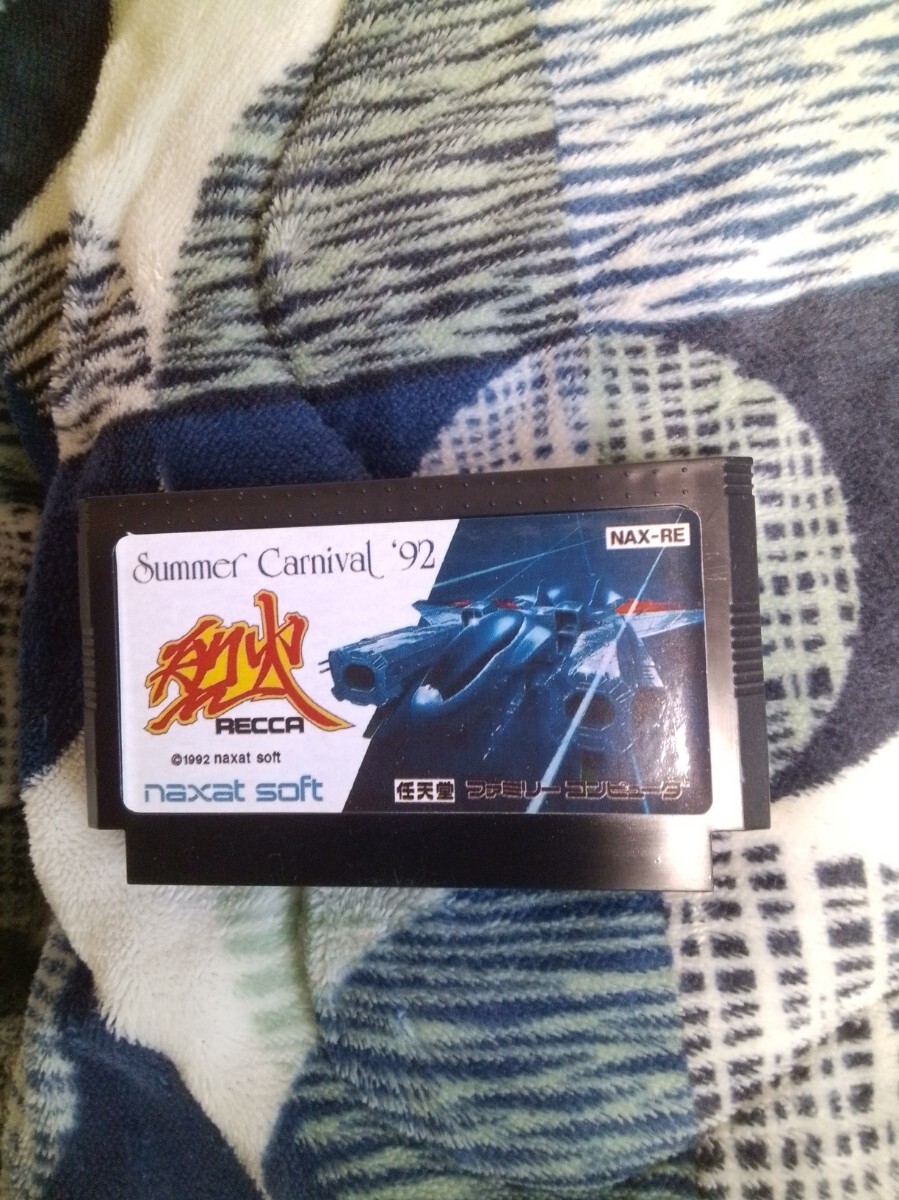 Summer Carnival '92
NAX-RE
烈火
RECCA
©1992 naxat soft
naxat soft
任天堂 ファミリーコンピュータ